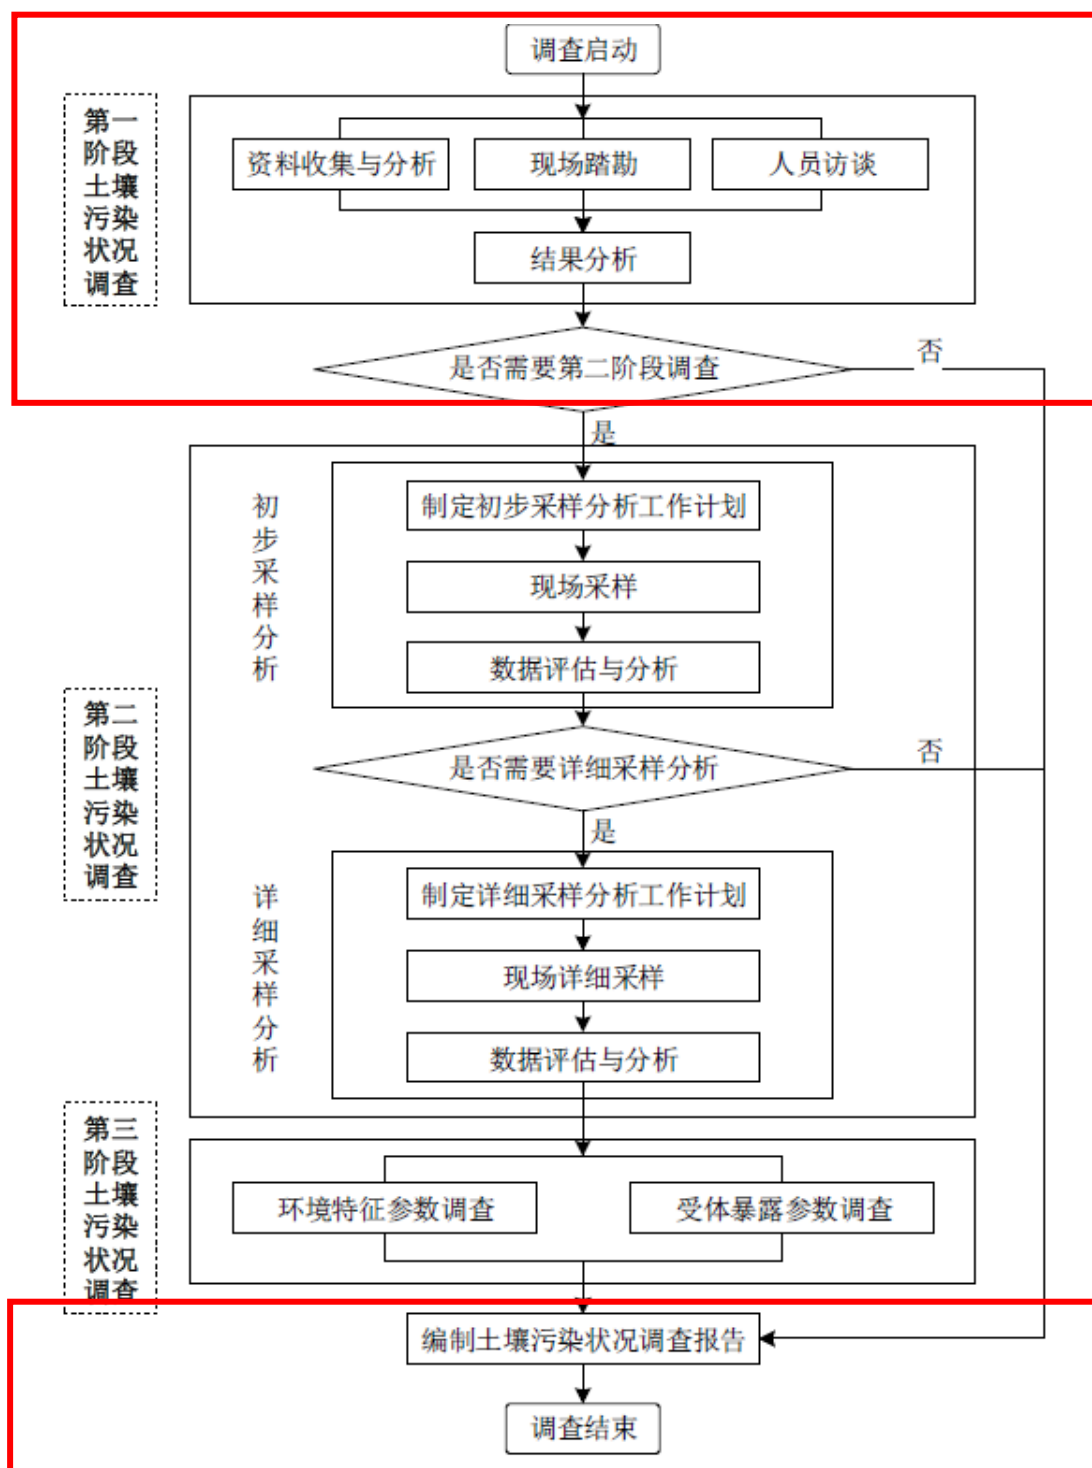 调查启动
第一
阶段
土壤
污染
状况
调查
资料收集与分析
现场踏勘
人员访谈
结果分析
是否需要第二阶段调查
否
是
初
步
采
样
分
析
制定初步采样分析工作计划
现场采样
数据评估与分析
第二
阶段
土壤
污染
状况
调查
是否需要详细采样分析
否
是
详
细
采
样
分
析
制定详细采样分析工作计划
现场详细采样
数据评估与分析
第三
阶段
土壤
污染
状况
调查
环境特征参数调查
受体暴露参数调查
编制土壤污染状况调查报告
调查结束